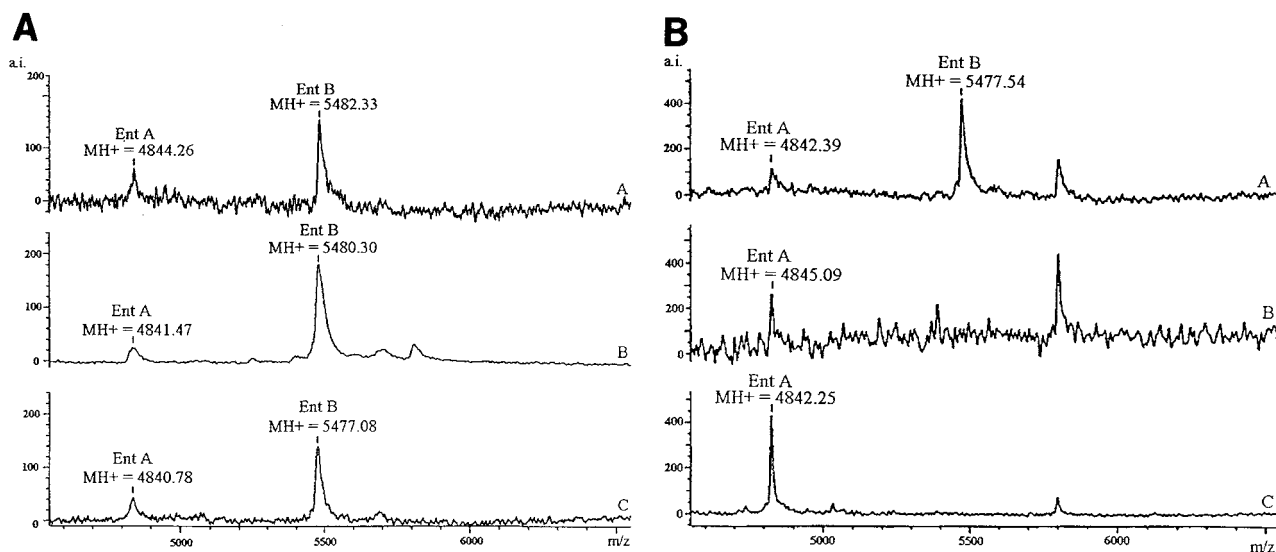 A
a.i.
200
Ent B
MH+ = 5482.33
Ent A
MH+ = 4844.26
100
0
A
Ent B
MH+ = 5480.30
200
100
Ent A
MH+ = 4841.47
0
B
Ent B
MH+ = 5477.08
200
Ent A
MH+ = 4840.78
100
0
C
5000
5500
6000
m/z
B
a.i.
Ent B
MH+ = 5477.54
400
Ent A
MH+ = 4842.39
200
0
A
Ent A
MH+ = 4845.09
400
200
0
B
Ent A
MH+ = 4842.25
400
200
0
C
5000
5500
6000
m/z